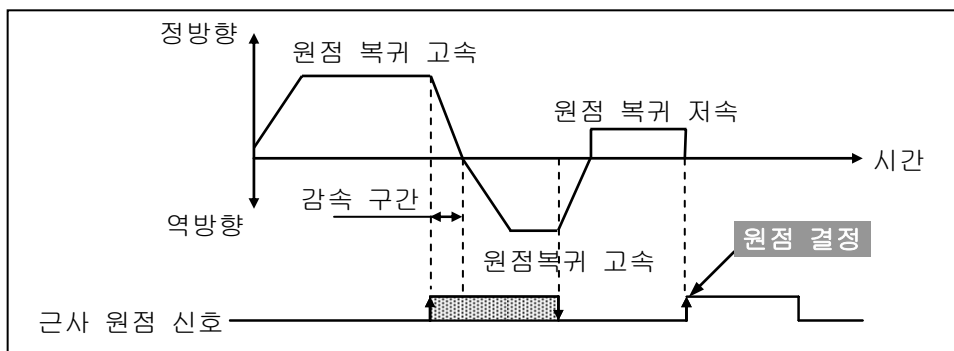 정방향
원점 복귀 고속
원점 복귀 저속
시간
감속 구간
역방향
원점 결정
원점복귀 고속
근사 원점 신호